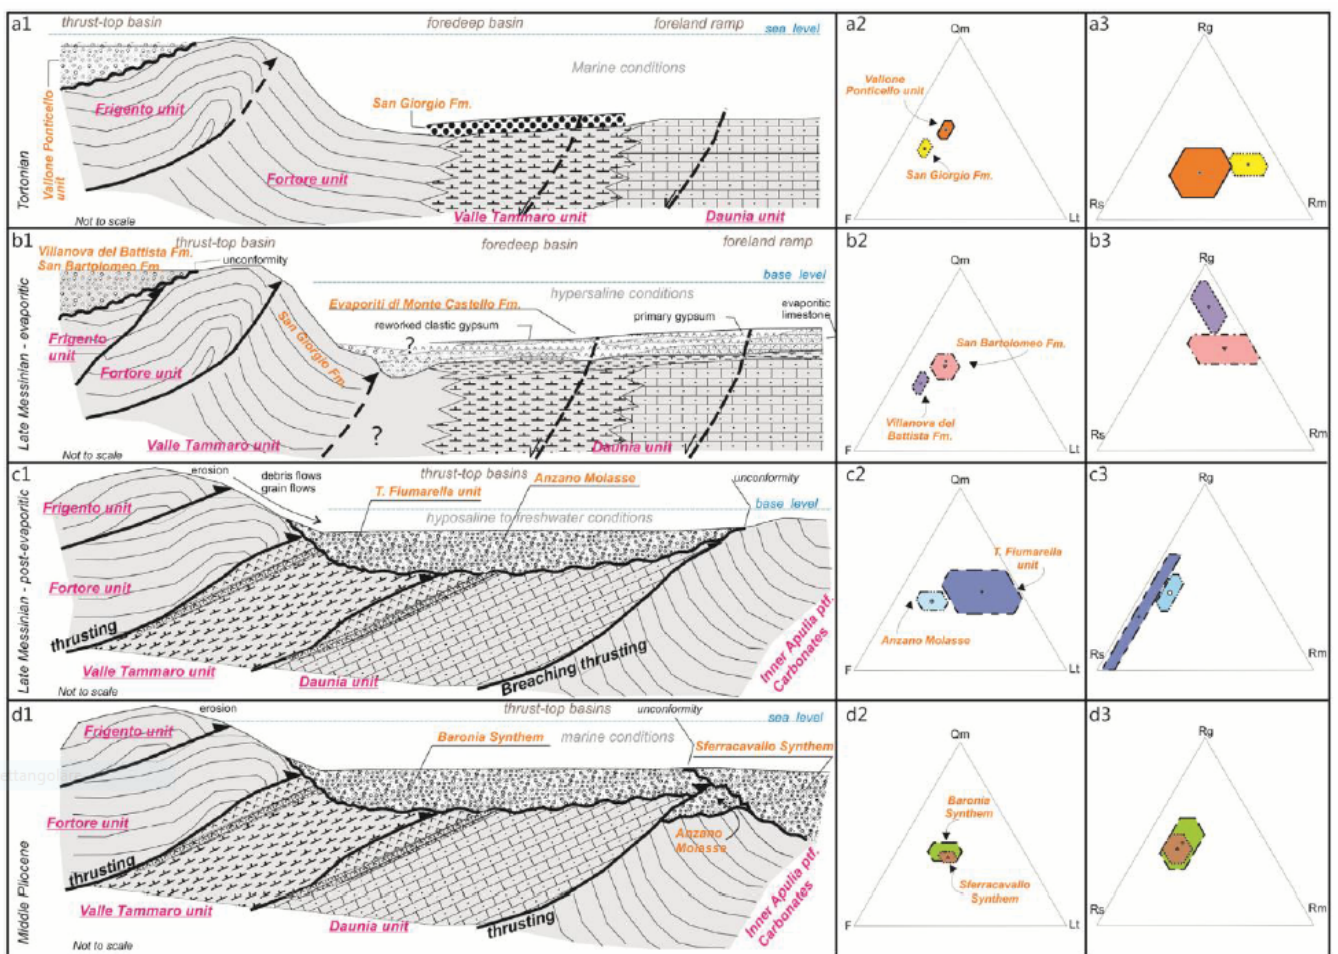 a1
thrust-top basin
foredeep basin
foreland ramp
sea level
Marine conditions
Vallone Ponticello
unit
Frigento unit
San Giorgio Fm.
Fortore unit
Valle Tammaro unit
Daunia unit
Tortonian
Not to scale
a2
Qm
Vallone
Ponticello unit
San Giorgio Fm.
F
Lt
a3
Rg
Rs
Rm
b1
thrust-top basin
foredeep basin
foreland ramp
Villanova del Battista Fm.
San Bartolomeo Fm
unconformity
base level
hypersaline conditions
Evaporiti di Monte Castello Fm.
reworked clastic gypsum
primary gypsum
evaporitic
limestone
?
Frigento
unit
Fortore unit
San Giorgio Fm.
?
Valle Tammaro unit
Daunia unit
Late Messinian - evaporitic
Not to scale
b2
Qm
San Bartolomeo Fm.
Villanova del
Battista Fm.
F
Lt
b3
Rg
Rs
Rm
c1
erosion
debris flows
grain flows
thrust-top basins
T. Fiumarella unit
Anzano Molasse
unconformity
base level
hyposaline to freshwater conditions
Frigento unit
Fortore unit
thrusting
Valle Tammaro unit
Daunia unit
Breaching thrusting
Inner Apulia ptf.
Carbonates
Late Messinian - post-evaporitic
Not to scale
c2
Qm
T. Fiumarella
unit
Anzano Molasse
F
Lt
c3
Rg
Rs
Rm
d1
erosion
thrust-top basins
unconformity
sea level
Frigento unit
Baronia Synthem
marine conditions
Sferracavallo Synthem
ettangolare
Fortore unit
Anzano
Molasse
thrusting
Valle Tammaro unit
Daunia unit
thrusting
Inner Apulia ptf.
Carbonates
Middle Pliocene
Not to scale
d2
Qm
Baronia
Synthem
Sferracavallo
Synthem
F
Lt
d3
Rg
Rs
Rm